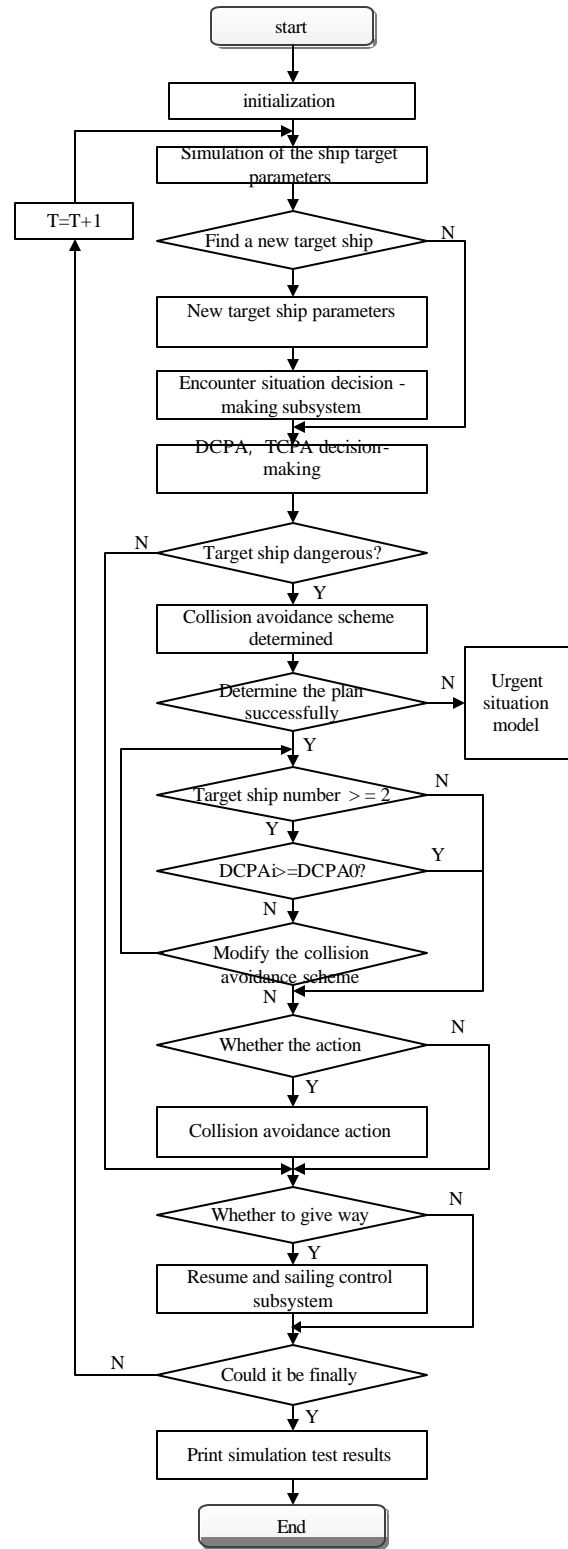 start
initialization
Simulation of the ship target
parameters
T=T+1
Find a new target ship
N
New target ship parameters
Encounter situation decision -
making subsystem
DCPA, TCPA decision-
making
N
Target ship dangerous?
Y
Collision avoidance scheme
determined
Determine the plan
successfully
N
Urgent
situation
model
Y
Target ship number >= 2
N
Y
DCPAi>=DCPA0?
Y
N
Modify the collision
avoidance scheme
N
Whether the action
N
Y
Collision avoidance action
Whether to give way
N
Y
Resume and sailing control
subsystem
N
Could it be finally
Y
Print simulation test results
End